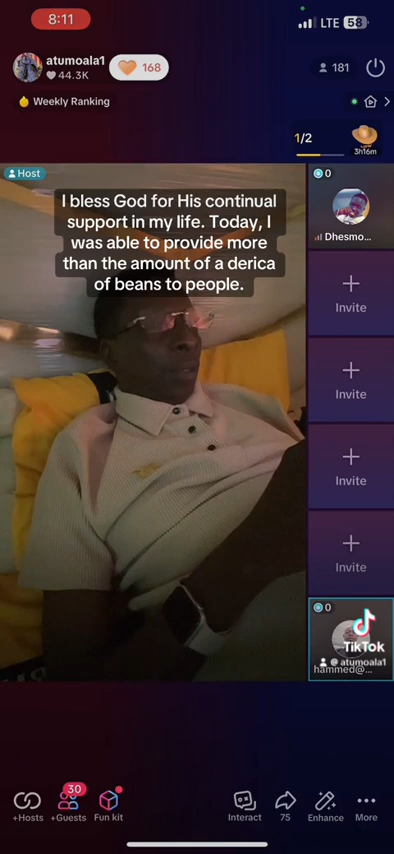 8:11
LTE 58
atumoala1
44.3K
168
181
Weekly Ranking
1/2
3h16m
Host
I bless God for His continual
support in my life. Today, I
was able to provide more
than the amount of a derica
of beans to people.
0
Dhesmo...
Invite
Invite
Invite
Invite
0
TikTok
@atumoala1
hammed@...
30
+Hosts
+Guests
Fun kit
Interact
75
Enhance
More